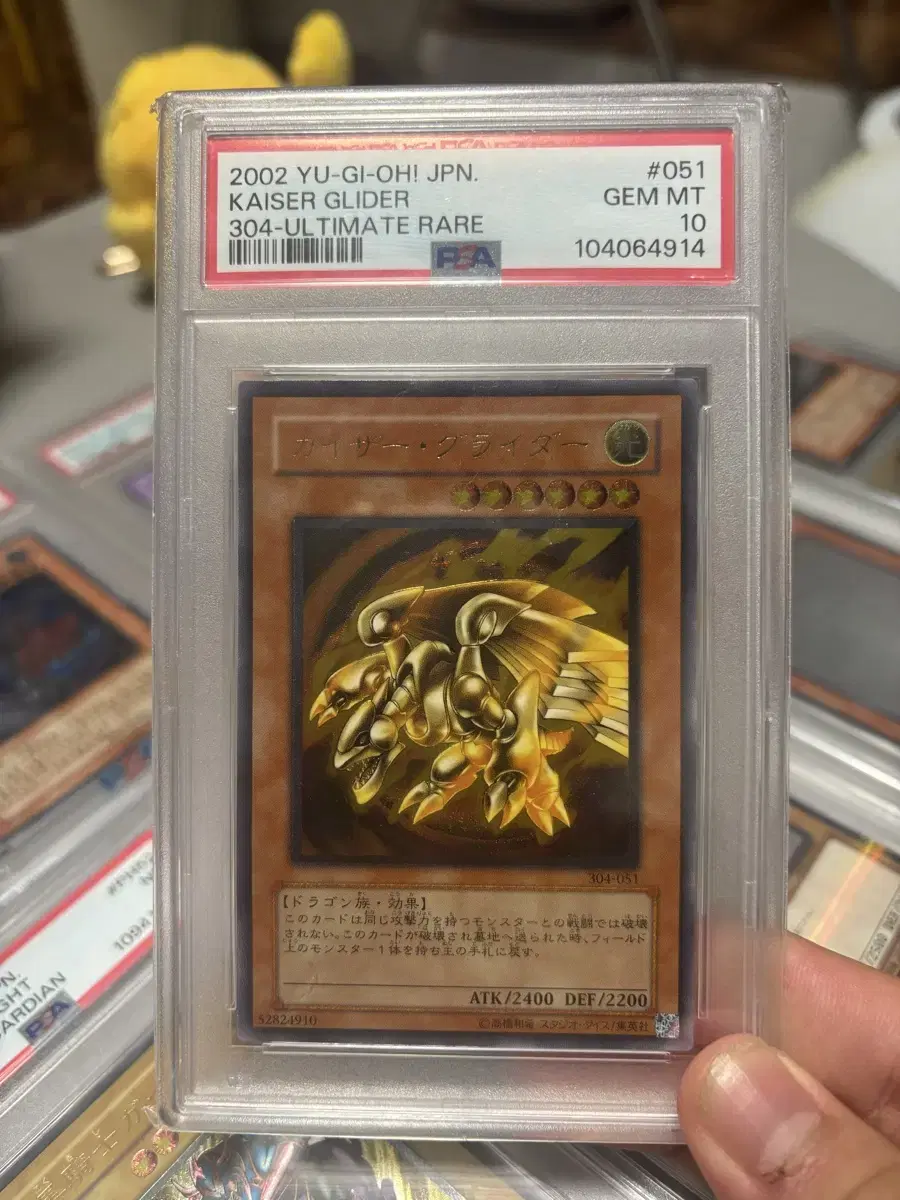 2002 YU-GI-OH! JPN. #051
KAISER GLIDER GEM MT
304-ULTIMATE RARE 10
PSA 104064914
カイザー・グライダー 光
304-051
【ドラゴン族・効果】
このカードは同じ攻撃力を持つモンスターとの戦闘では破壊
されない。このカードが破壊され墓地へ送られた時、フィールド
上のモンスター1体を持ち主の手札に戻す。
ATK/2400 DEF/2200
52824910 ©高橋和希 スタジオ・ダイス/集英社
PN.
GHT
ARDIAN
PSA